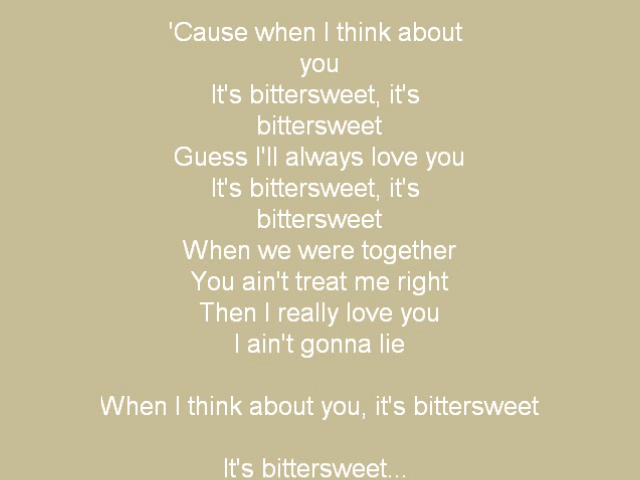 'Cause when I think about
you
It's bittersweet, it's
bittersweet
Guess I'll always love you
It's bittersweet, it's
bittersweet
When we were together
You ain't treat me right
Then I really love you
I ain't gonna lie
When I think about you, it's bittersweet
It's bittersweet...